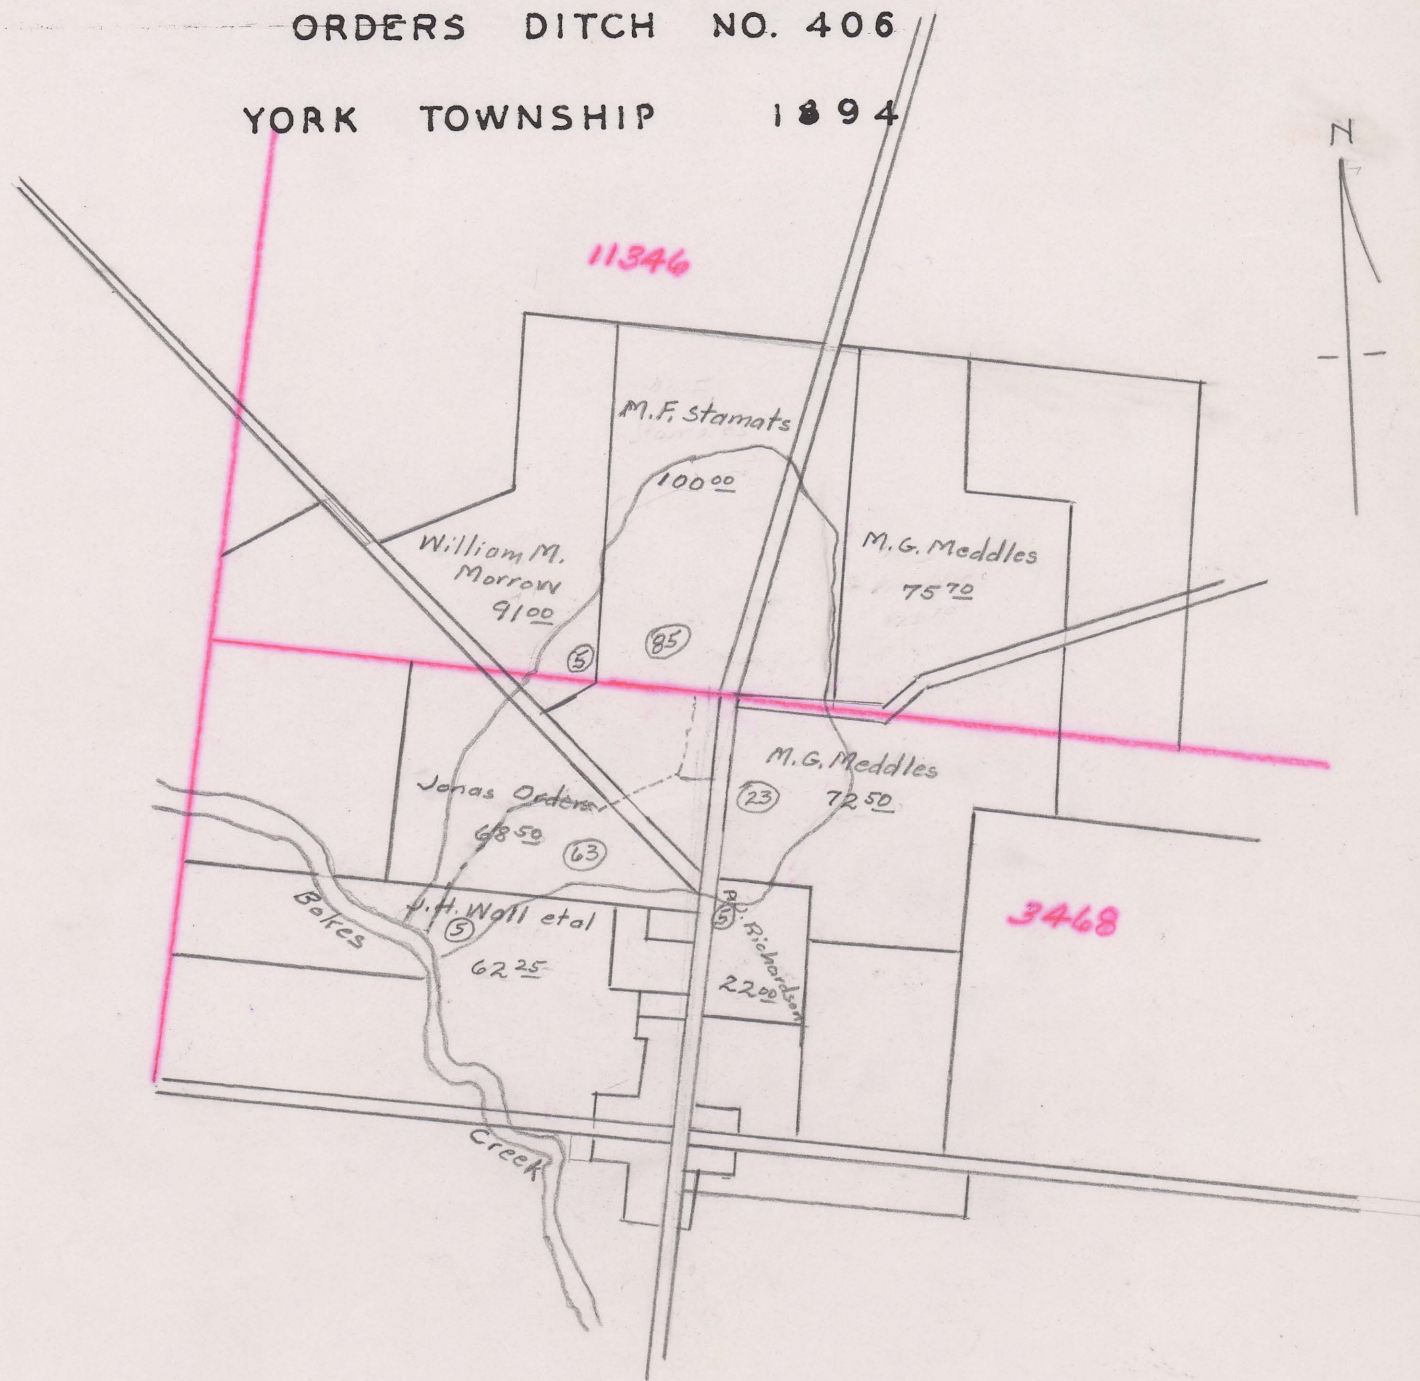 ORDERS DITCH NO. 406
YORK TOWNSHIP 1894
N
11346
M.F. Stamats
100 00
William M.
Morrow
91 00
5
85
M.G. Meddles
75 70
M.G. Meddles
72 50
23
Jonas Orders
68 50
63
J.H. Wall etal
5
62 25
Richardson
5
22 00
3468
Bokes
Creek